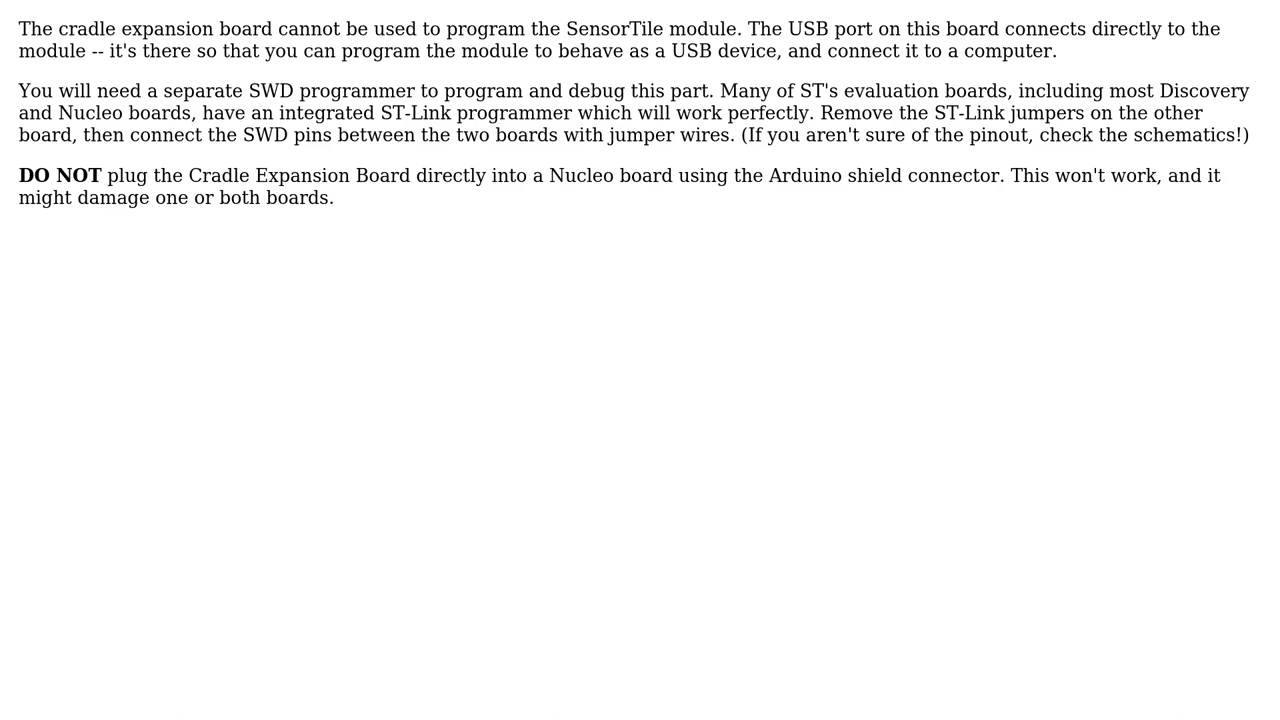 The cradle expansion board cannot be used to program the SensorTile module. The USB port on this board connects directly to the
module -- it's there so that you can program the module to behave as a USB device, and connect it to a computer.
You will need a separate SWD programmer to program and debug this part. Many of ST's evaluation boards, including most Discovery
and Nucleo boards, have an integrated ST-Link programmer which will work perfectly. Remove the ST-Link jumpers on the other
board, then connect the SWD pins between the two boards with jumper wires. (If you aren't sure of the pinout, check the schematics!)
DO NOT plug the Cradle Expansion Board directly into a Nucleo board using the Arduino shield connector. This won't work, and it
might damage one or both boards.